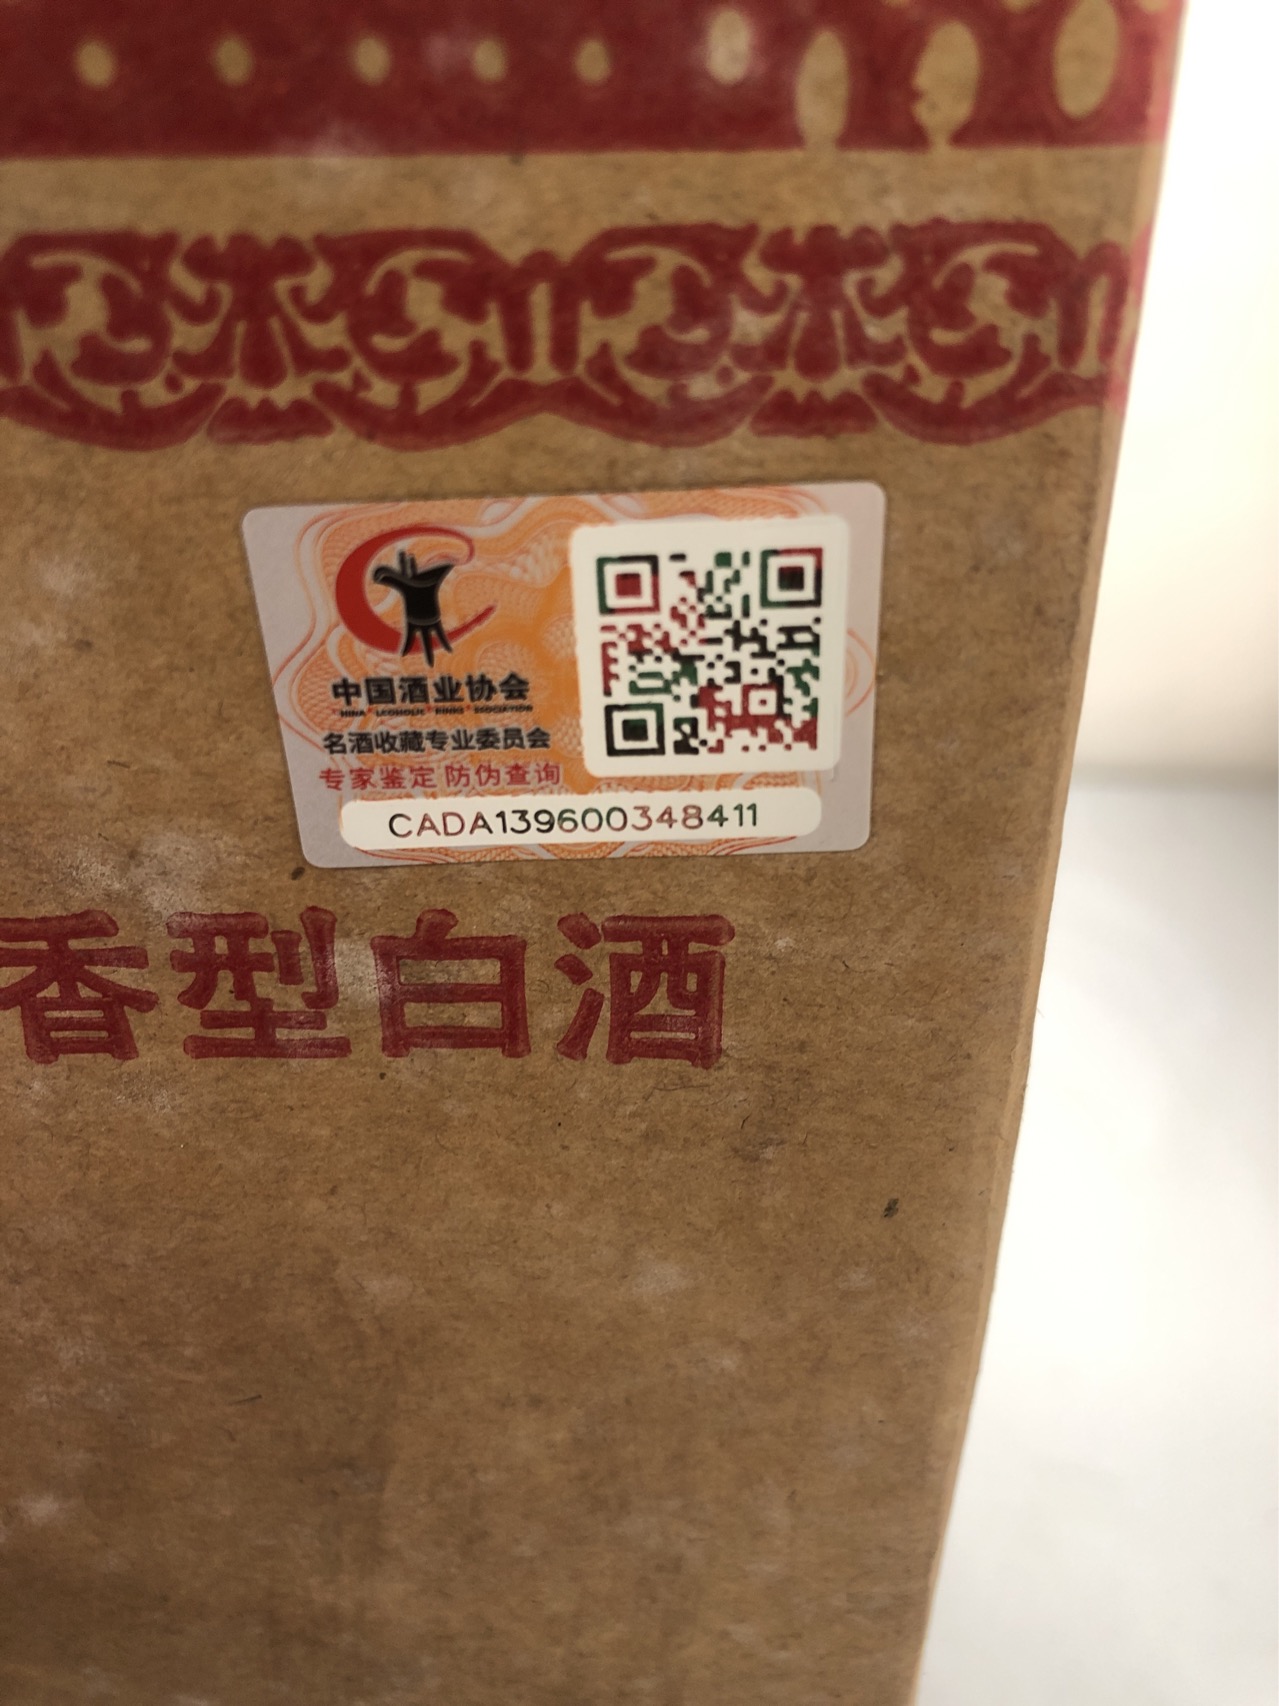 中国酒业协会
名酒收藏专业委员会
专家鉴定 防伪查询
CADA139600348411
香型白酒